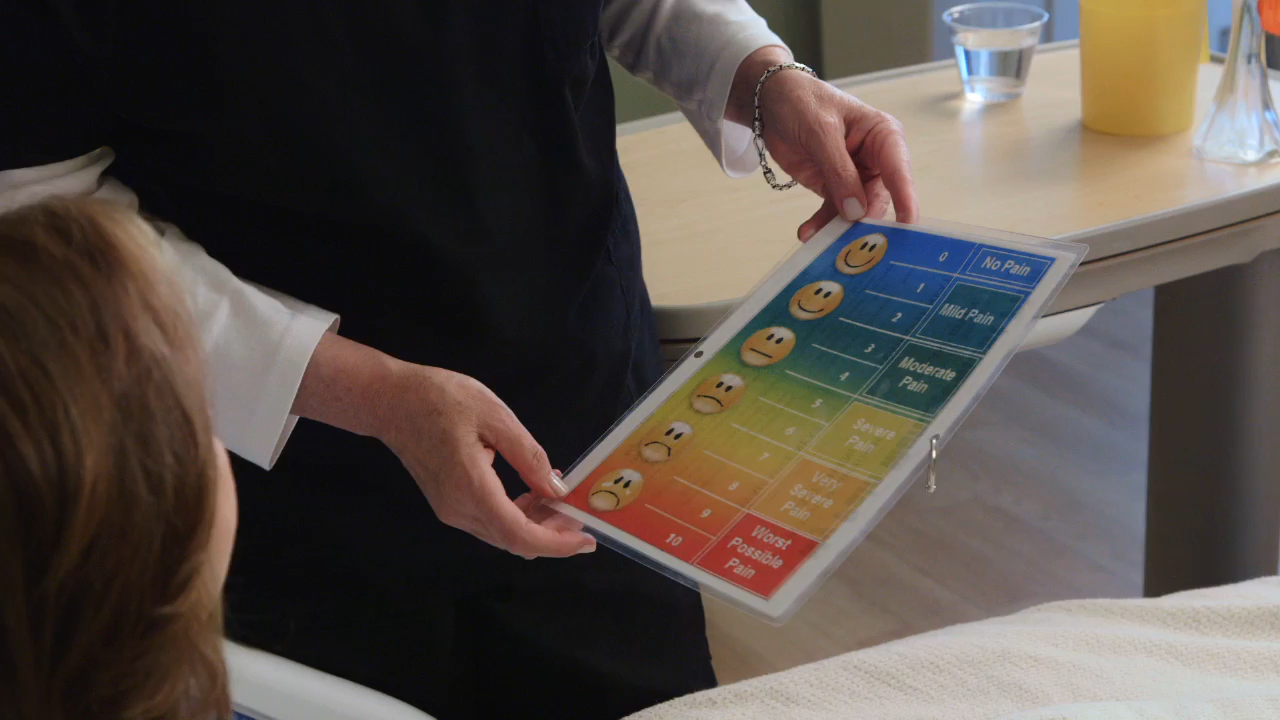 0
No Pain
1
2
Mild Pain
3
4
Moderate
Pain
5
6
Severe
Pain
7
8
Very
Severe
Pain
9
10
Worst
Possible
Pain